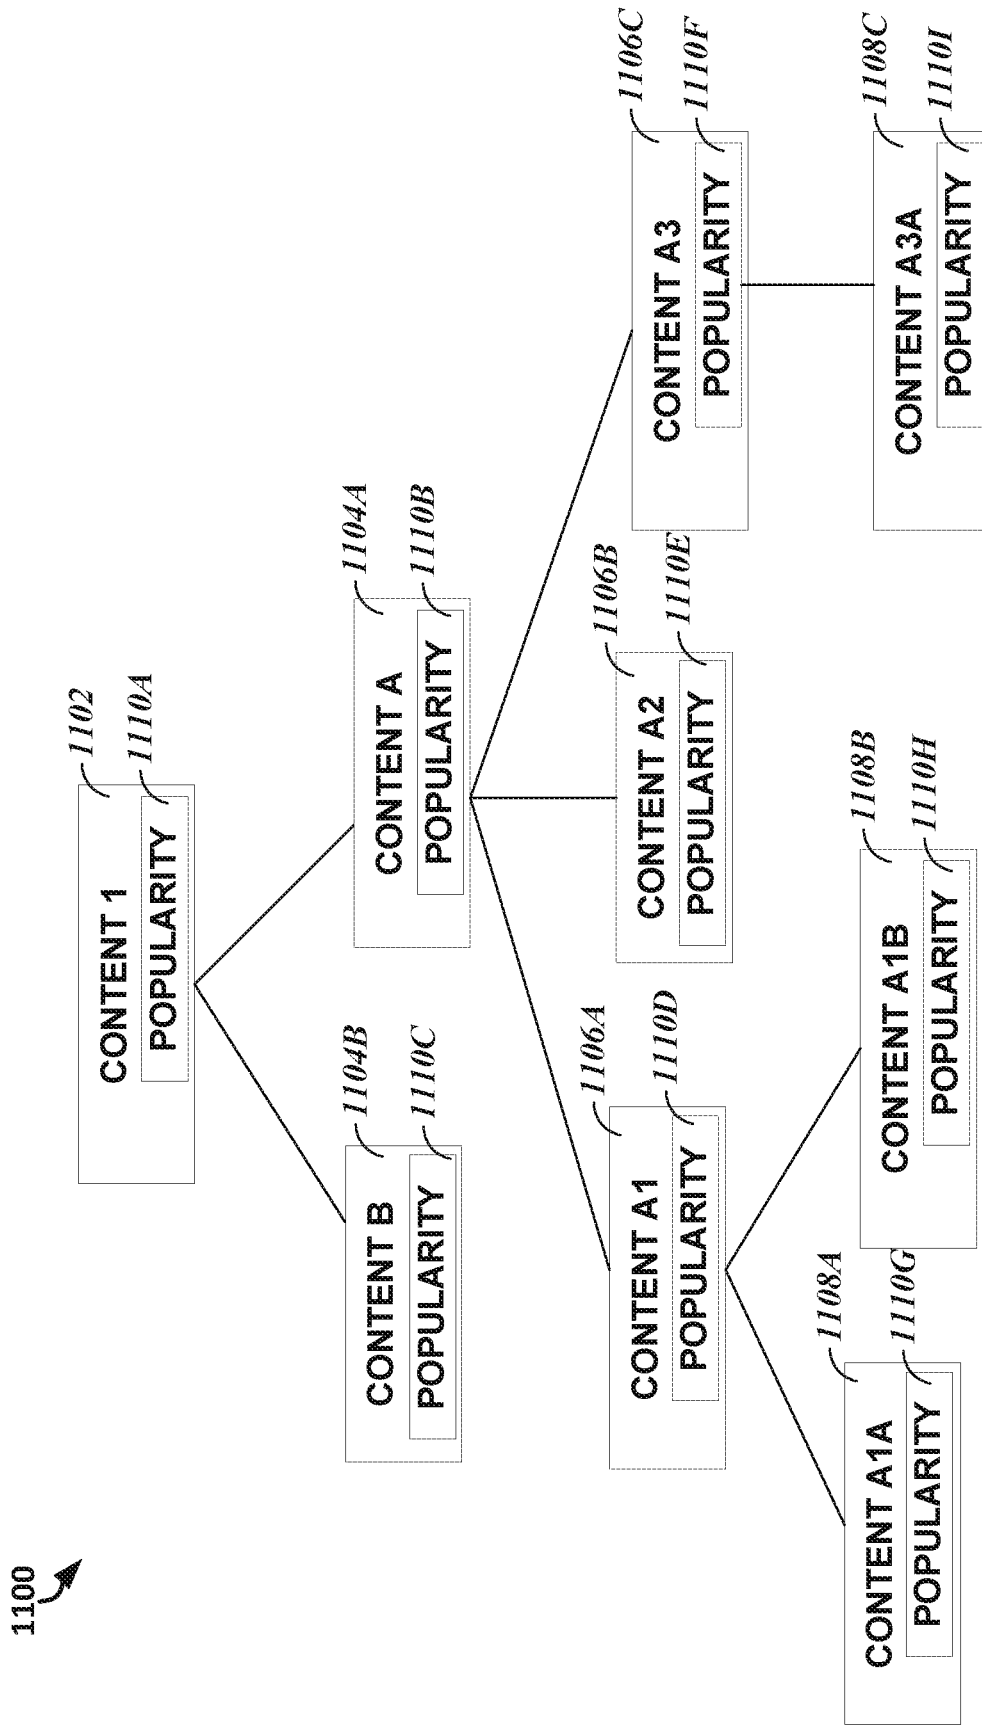 1100
CONTENT 1
POPULARITY
1102
1110A
CONTENT B
POPULARITY
1104B
1110C
CONTENT A
POPULARITY
1104A
1110B
CONTENT A1
POPULARITY
1106A
1110D
CONTENT A2
POPULARITY
1106B
1110E
CONTENT A3
POPULARITY
1106C
1110F
CONTENT A1A
POPULARITY
1108A
1110G
CONTENT A1B
POPULARITY
1108B
1110H
CONTENT A3A
POPULARITY
1108C
1110I